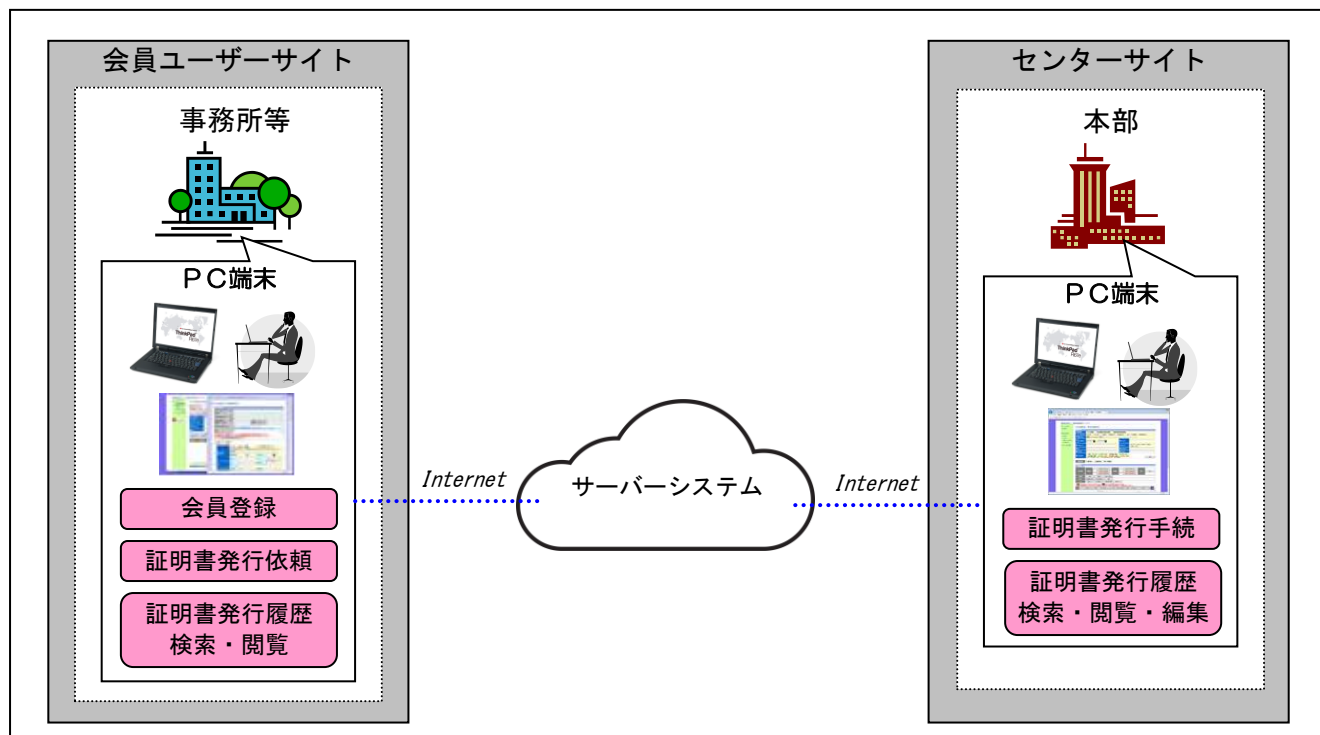 会員ユーザーサイト
事務所等
ＰＣ端末
ThinkPad
会員登録
証明書発行依頼
証明書発行履歴
検索・閲覧
Internet
サーバーシステム
Internet
センターサイト
本部
ＰＣ端末
ThinkPad
証明書発行手続
証明書発行履歴
検索・閲覧・編集